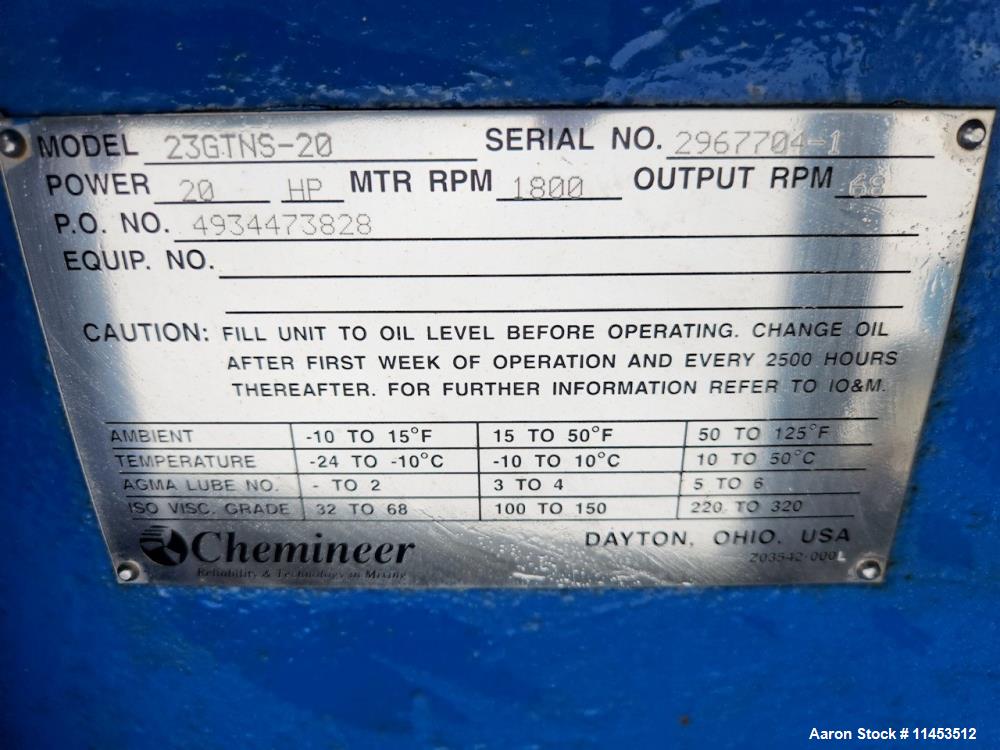 MODEL 23GTNS-20 SERIAL NO. 2967704-1
POWER 20 HP MTR RPM 1800 OUTPUT RPM 68
P.O. NO. 4934473828
EQUIP. NO.
CAUTION: FILL UNIT TO OIL LEVEL BEFORE OPERATING. CHANGE OIL
AFTER FIRST WEEK OF OPERATION AND EVERY 2500 HOURS
THEREAFTER. FOR FURTHER INFORMATION REFER TO IO&M.
AMBIENT -10 TO 15°F 15 TO 50°F 50 TO 125°F
TEMPERATURE -24 TO -10°C -10 TO 10°C 10 TO 50°C
AGMA LUBE NO. - TO 2 3 TO 4 5 TO 6
ISO VISC. GRADE 32 TO 68 100 TO 150 220 TO 320
Chemineer DAYTON, OHIO, USA
Reliability & Technology in Mixing 203542-000L
Aaron Stock # 11453512